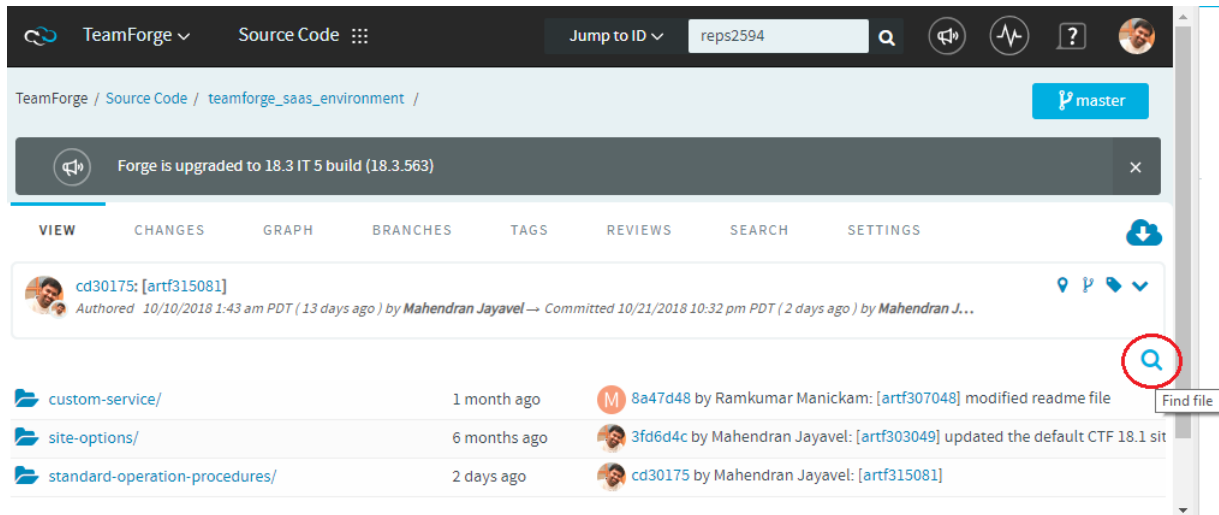 TeamForge Source Code Jump to ID reps2594 ?
TeamForge / Source Code / teamforge_saas_environment / master
Forge is upgraded to 18.3 IT 5 build (18.3.563) ×
VIEW CHANGES GRAPH BRANCHES TAGS REVIEWS SEARCH SETTINGS
cd30175: [artf315081]
Authored 10/10/2018 1:43 am PDT ( 13 days ago ) by Mahendran Jayavel → Committed 10/21/2018 10:32 pm PDT ( 2 days ago ) by Mahendran J...
custom-service/ 1 month ago M 8a47d48 by Ramkumar Manickam: [artf307048] modified readme file
Find file
site-options/ 6 months ago 3fd6d4c by Mahendran Jayavel: [artf303049] updated the default CTF 18.1 sit
standard-operation-procedures/ 2 days ago cd30175 by Mahendran Jayavel: [artf315081]